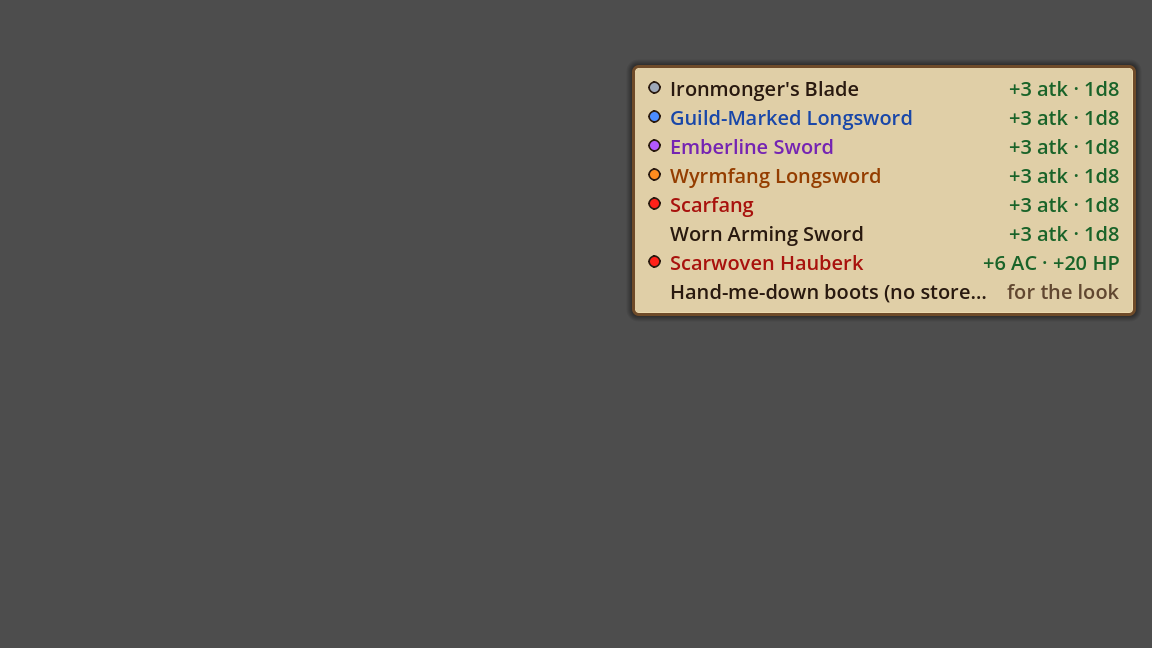 Ironmonger's Blade +3 atk · 1d8
Guild-Marked Longsword +3 atk · 1d8
Emberline Sword +3 atk · 1d8
Wyrmfang Longsword +3 atk · 1d8
Scarfang +3 atk · 1d8
Worn Arming Sword +3 atk · 1d8
Scarwoven Hauberk +6 AC · +20 HP
Hand-me-down boots (no store... for the look